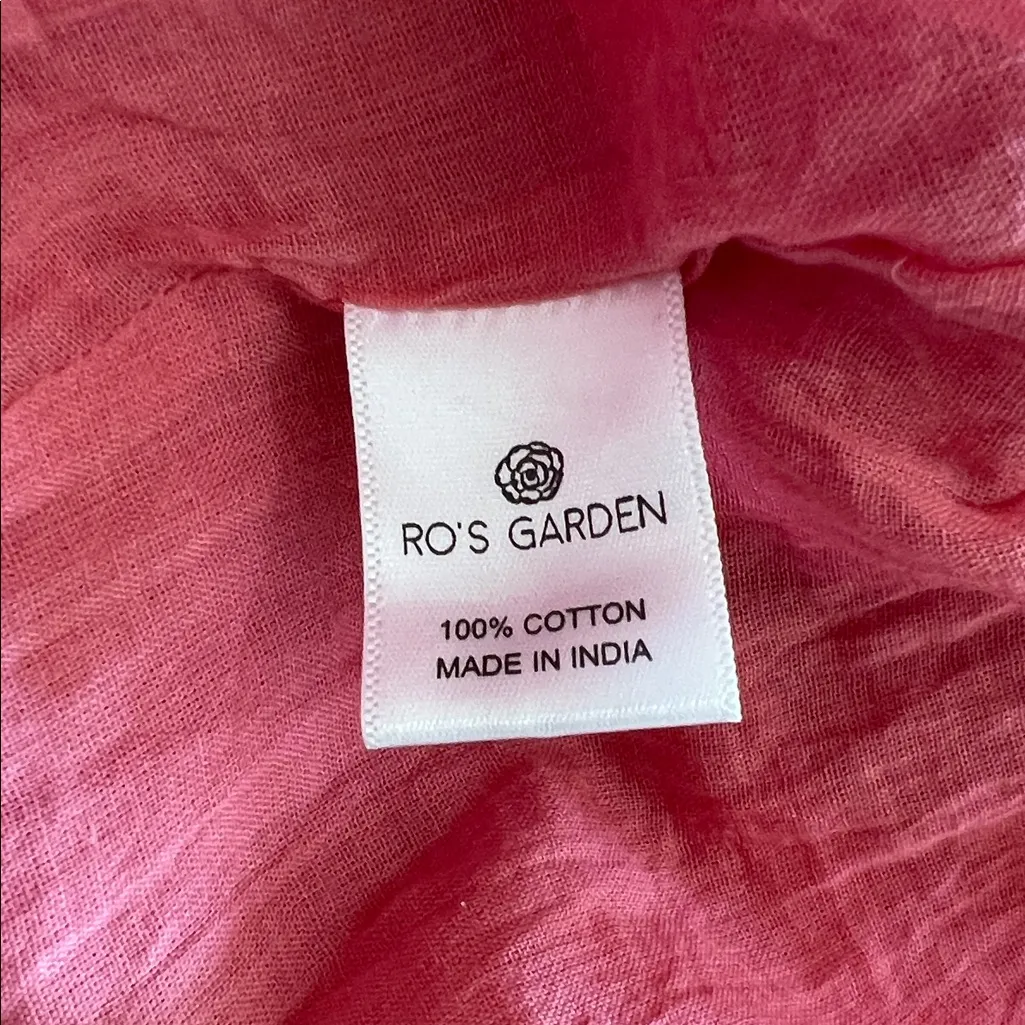 RO'S GARDEN
100% COTTON
MADE IN INDIA